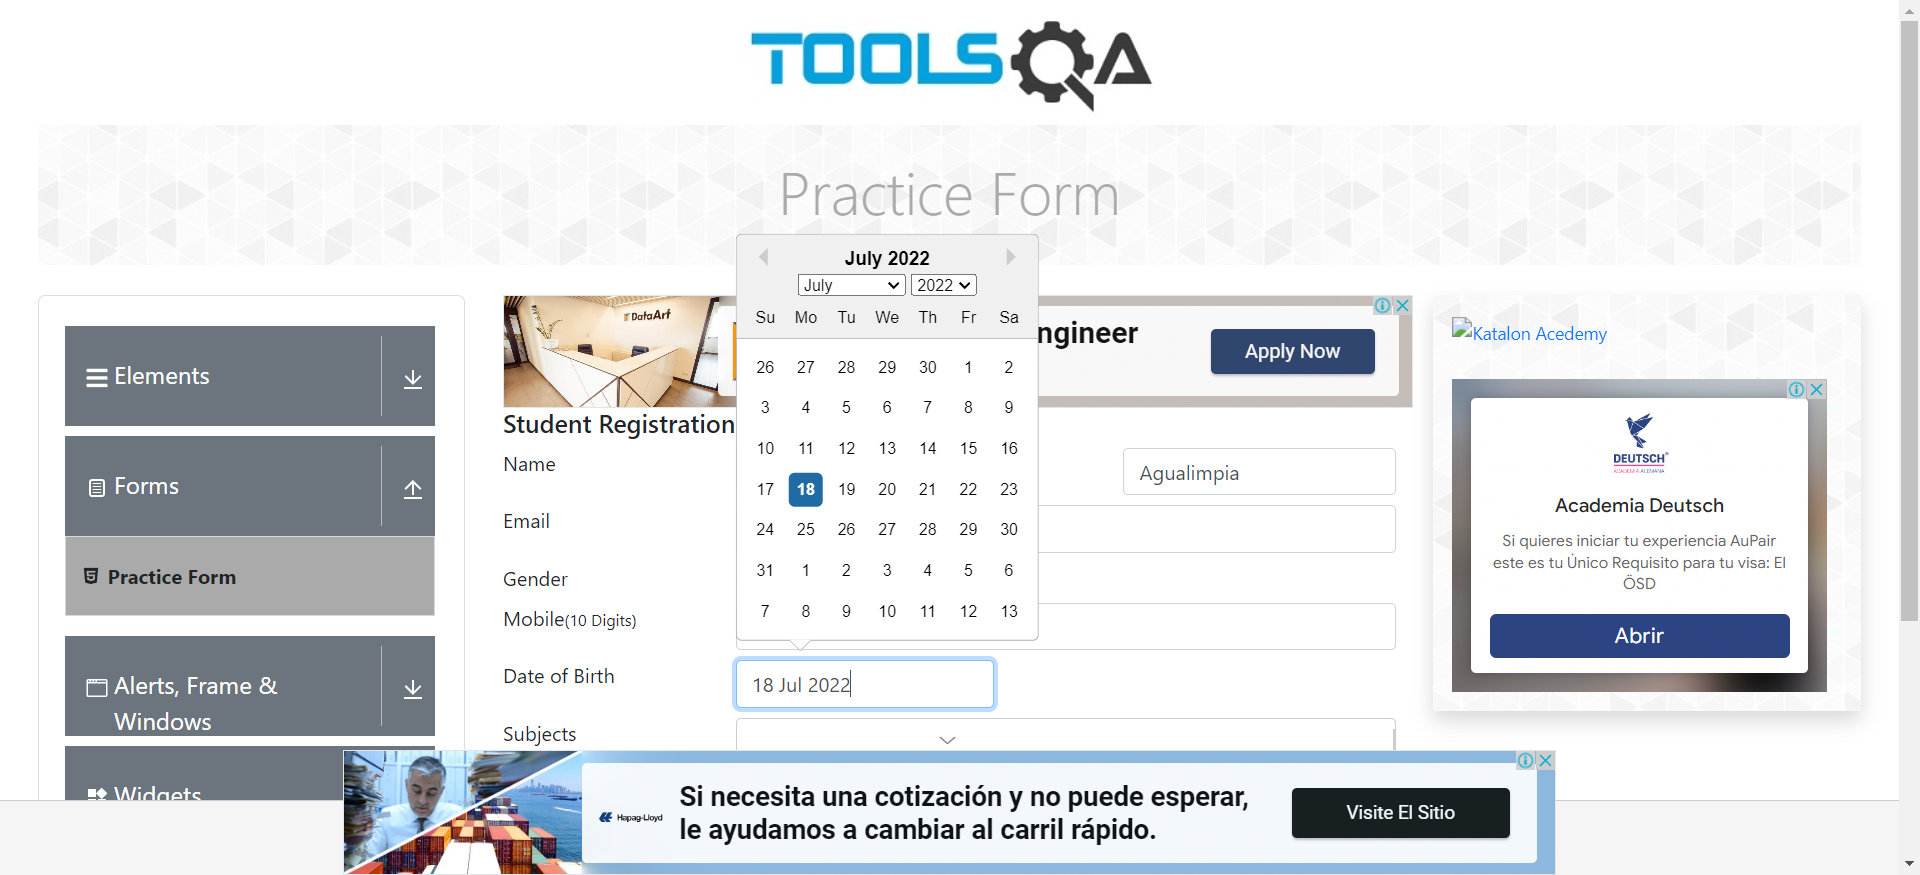 TOOLSQA
Practice Form
July 2022
July 2022
Su Mo Tu We Th Fr Sa
26 27 28 29 30 1 2
3 4 5 6 7 8 9
10 11 12 13 14 15 16
17 18 19 20 21 22 23
24 25 26 27 28 29 30
31 1 2 3 4 5 6
7 8 9 10 11 12 13
Elements
Forms
Practice Form
Alerts, Frame &
Windows
Widgets
DataArt
ngineer
Apply Now
Student Registration
Name
Agualimpia
Email
Gender
Mobile(10 Digits)
Date of Birth
18 Jul 2022
Subjects
Katalon Acedemy
DEUTSCH
ACADEMIA ALEMANA
Academia Deutsch
Si quieres iniciar tu experiencia AuPair
este es tu Único Requisito para tu visa: El
ÖSD
Abrir
Hapag-Lloyd
Si necesita una cotización y no puede esperar,
le ayudamos a cambiar al carril rápido.
Visite El Sitio